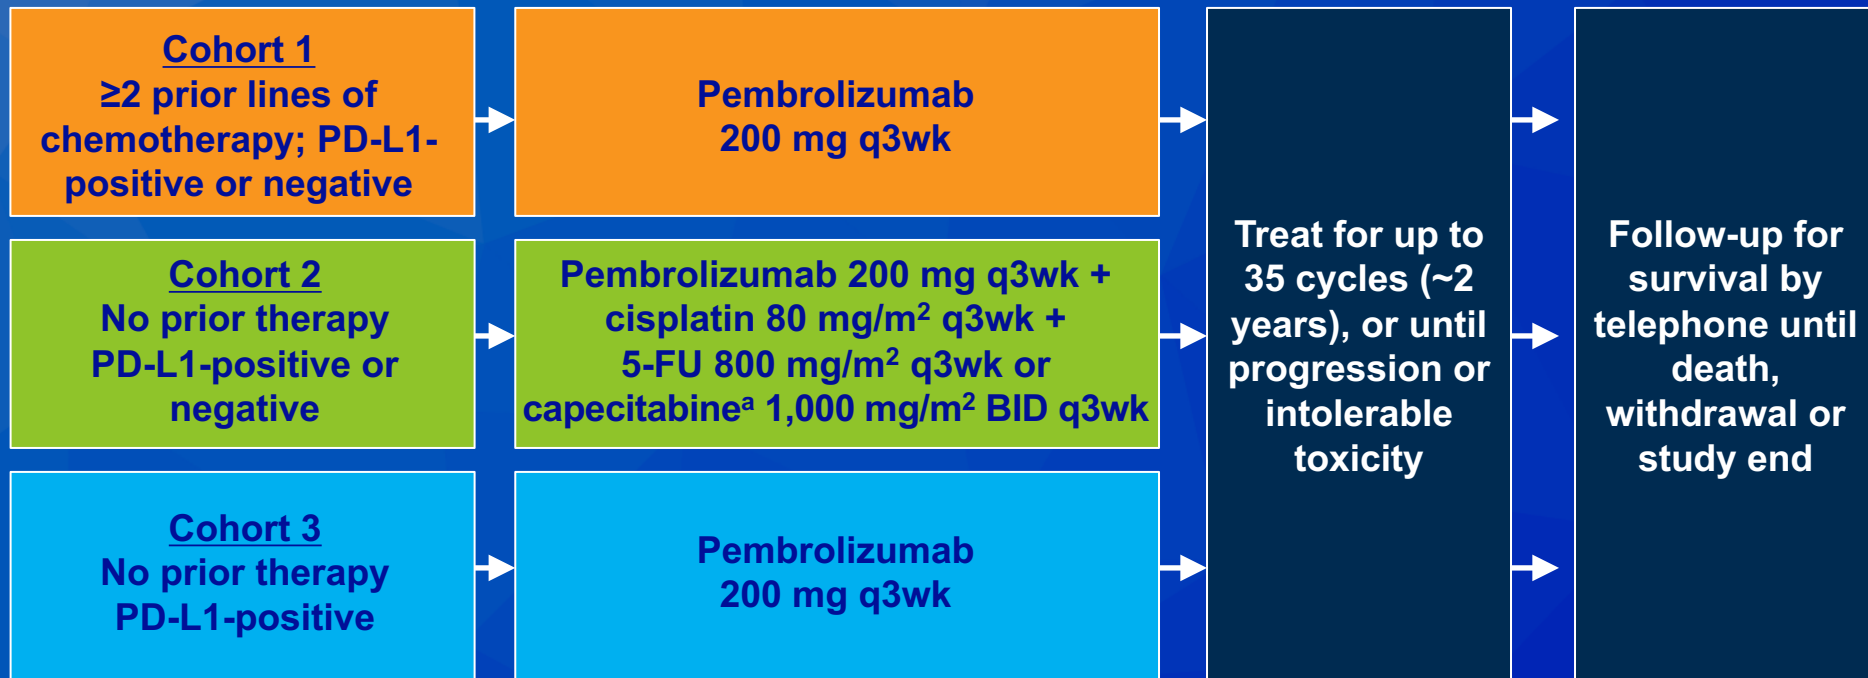 Cohort 1
≥2 prior lines of
chemotherapy; PD-L1-
positive or negative
Pembrolizumab
200 mg q3wk
Cohort 2
No prior therapy
PD-L1-positive or
negative
Pembrolizumab 200 mg q3wk +
cisplatin 80 mg/m² q3wk +
5-FU 800 mg/m² q3wk or
capecitabineᵃ 1,000 mg/m² BID q3wk
Cohort 3
No prior therapy
PD-L1-positive
Pembrolizumab
200 mg q3wk
Treat for up to
35 cycles (~2
years), or until
progression or
intolerable
toxicity
Follow-up for
survival by
telephone until
death,
withdrawal or
study end